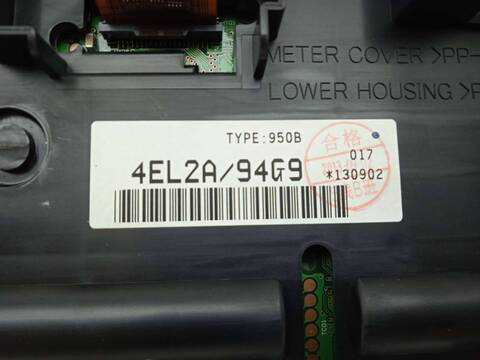 METER COVER >PP-
LOWER HOUSING >P
TYPE:950B
合格
017
4EL2A/94G9
*130902